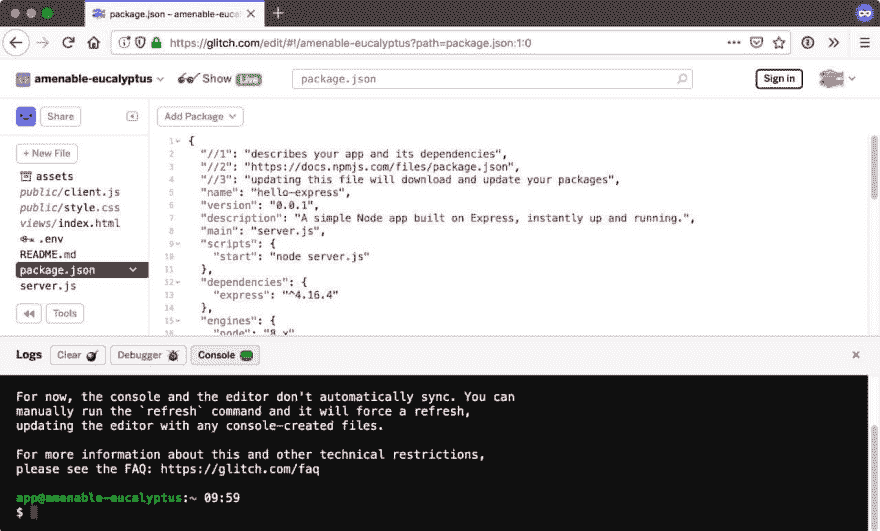 package.json – amenable-euca
https://glitch.com/edit/#!/amenable-eucalyptus?path=package.json:1:0
amenable-eucalyptus Show Live package.json Sign in
Share Add Package
+ New File
assets
public/client.js
public/style.css
views/index.html
.env
README.md
package.json
server.js
Tools
1 {
2 "//1": "describes your app and its dependencies",
3 "//2": "https://docs.npmjs.com/files/package.json",
4 "//3": "updating this file will download and update your packages",
5 "name": "hello-express",
6 "version": "0.0.1",
7 "description": "A simple Node app built on Express, instantly up and running.",
8 "main": "server.js",
9 "scripts": {
10 "start": "node server.js"
11 },
12 "dependencies": {
13 "express": "^4.16.4"
14 },
15 "engines": {
16 "node": "8.x"
Logs Clear Debugger Console
For now, the console and the editor don't automatically sync. You can
manually run the `refresh` command and it will force a refresh,
updating the editor with any console-created files.
For more information about this and other technical restrictions,
please see the FAQ: https://glitch.com/faq
app@amenable-eucalyptus:~ 09:59
$